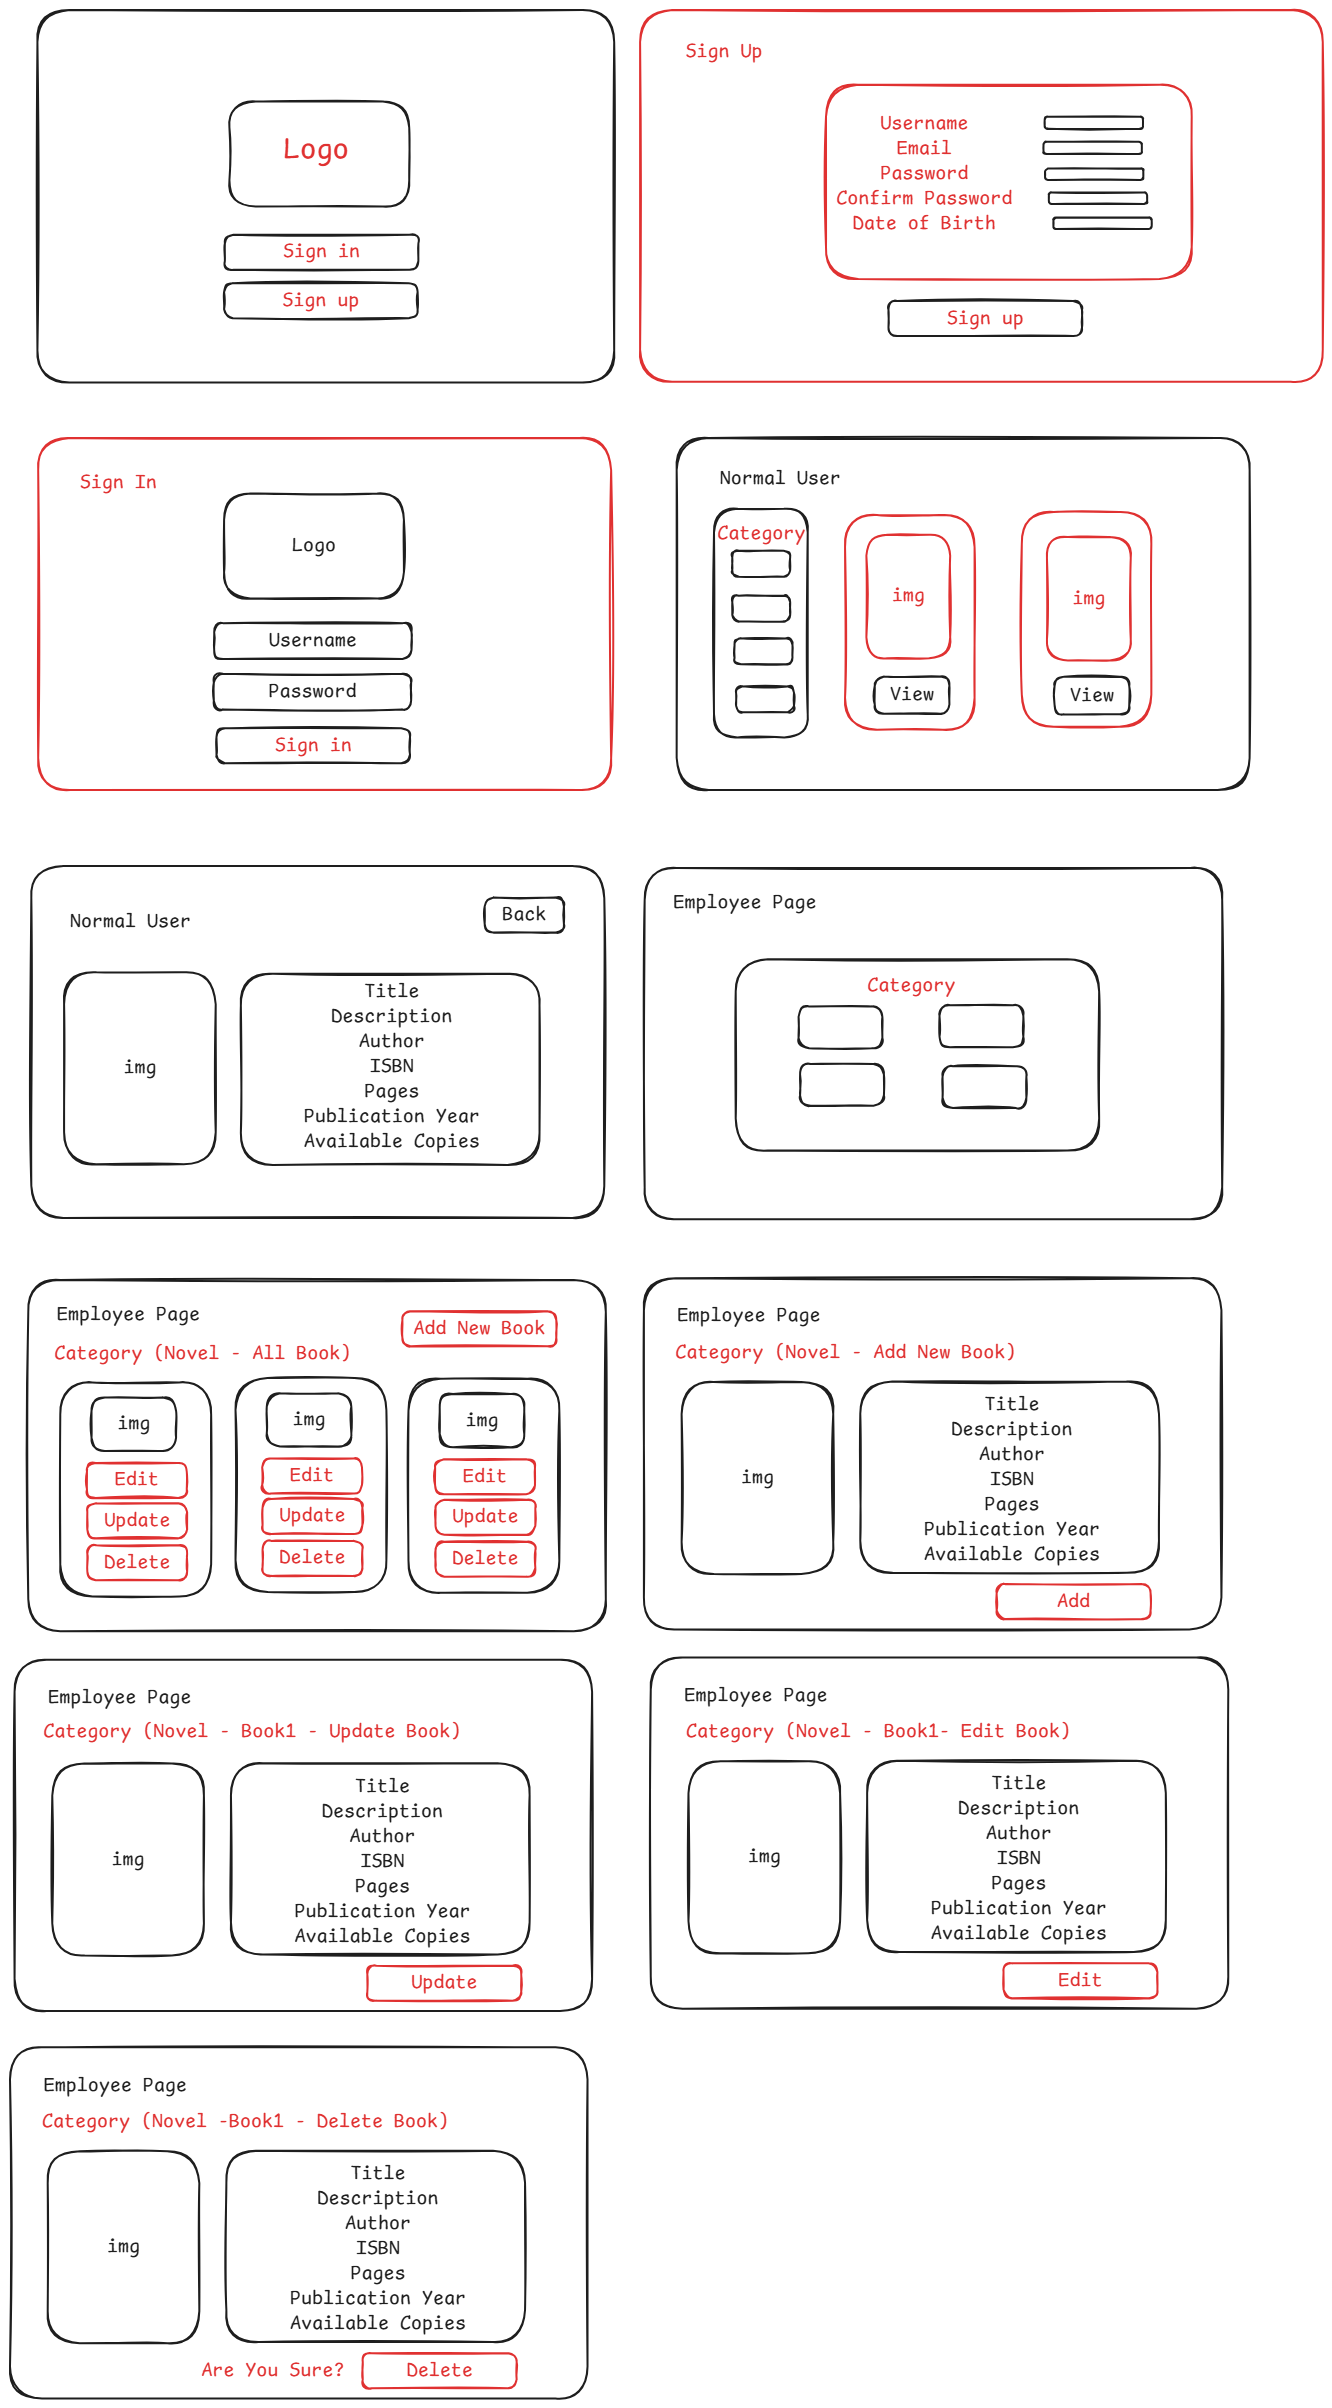 Logo
Sign in
Sign up
Sign Up
Username
Email
Password
Confirm Password
Date of Birth
Sign up
Sign In
Logo
Username
Password
Sign in
Normal User
Category
img
View
img
View
Normal User
Back
img
Title
Description
Author
ISBN
Pages
Publication Year
Available Copies
Employee Page
Category
Employee Page
Add New Book
Category (Novel - All Book)
img
Edit
Update
Delete
img
Edit
Update
Delete
img
Edit
Update
Delete
Employee Page
Category (Novel - Add New Book)
img
Title
Description
Author
ISBN
Pages
Publication Year
Available Copies
Add
Employee Page
Category (Novel - Book1 - Update Book)
img
Title
Description
Author
ISBN
Pages
Publication Year
Available Copies
Update
Employee Page
Category (Novel - Book1- Edit Book)
img
Title
Description
Author
ISBN
Pages
Publication Year
Available Copies
Edit
Employee Page
Category (Novel -Book1 - Delete Book)
img
Title
Description
Author
ISBN
Pages
Publication Year
Available Copies
Are You Sure?
Delete